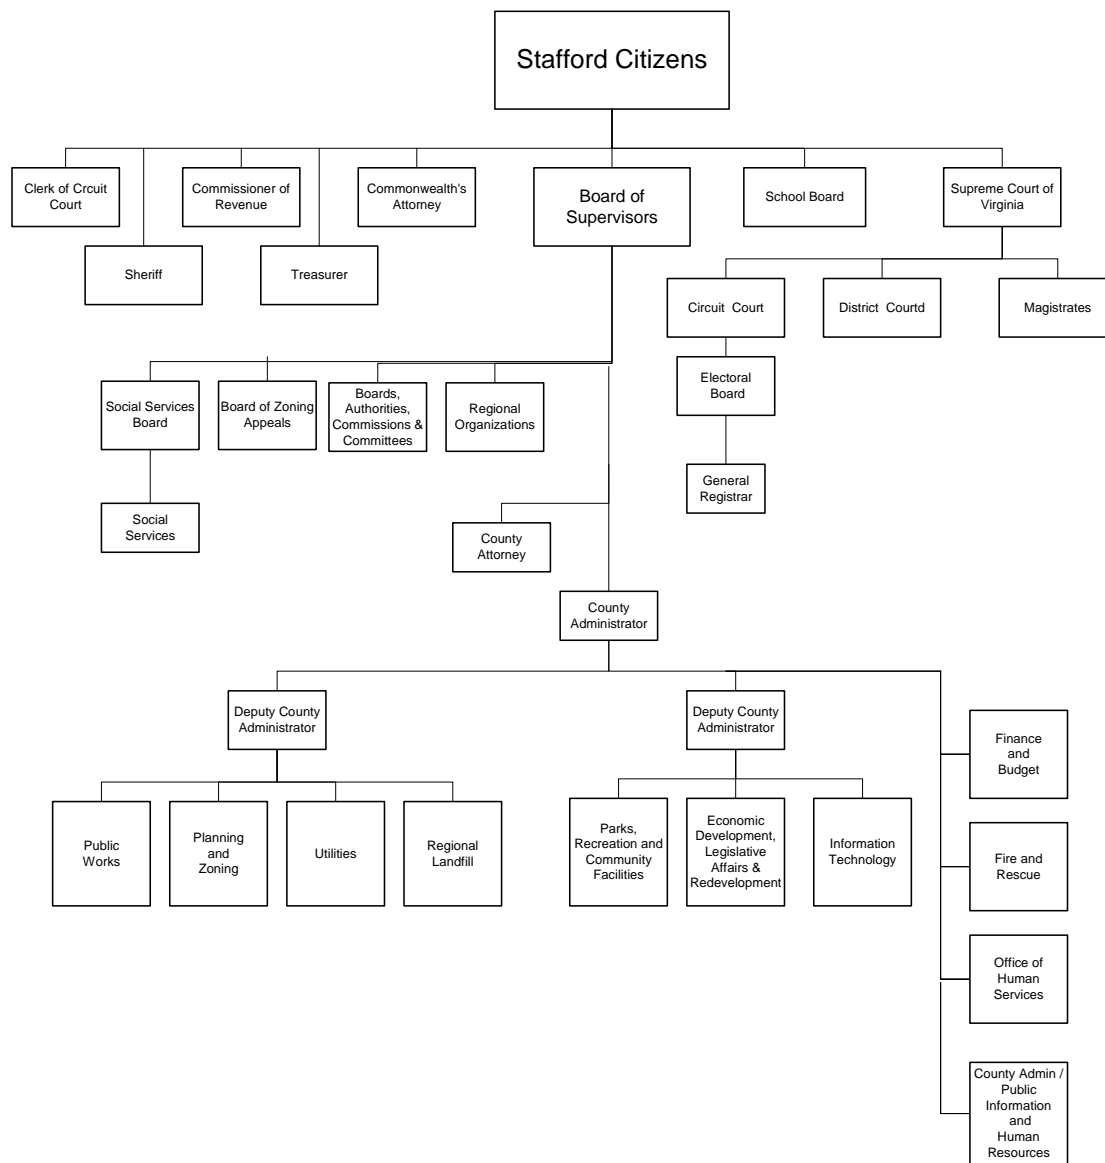 Stafford Citizens
Clerk of Crcuit
Court
Commissioner of
Revenue
Commonwealth's
Attorney
Board of
Supervisors
School Board
Supreme Court of
Virginia
Sheriff
Treasurer
Circuit Court
District Courtd
Magistrates
Social Services
Board
Board of Zoning
Appeals
Boards,
Authorities,
Commissions &
Committees
Regional
Organizations
Electoral
Board
General
Registrar
Social
Services
County
Attorney
County
Administrator
Deputy County
Administrator
Deputy County
Administrator
Finance
and
Budget
Public
Works
Planning
and
Zoning
Utilities
Regional
Landfill
Parks,
Recreation and
Community
Facilities
Economic
Development,
Legislative
Affairs &
Redevelopment
Information
Technology
Fire and
Rescue
Office of
Human
Services
County Admin /
Public
Information
and
Human
Resources